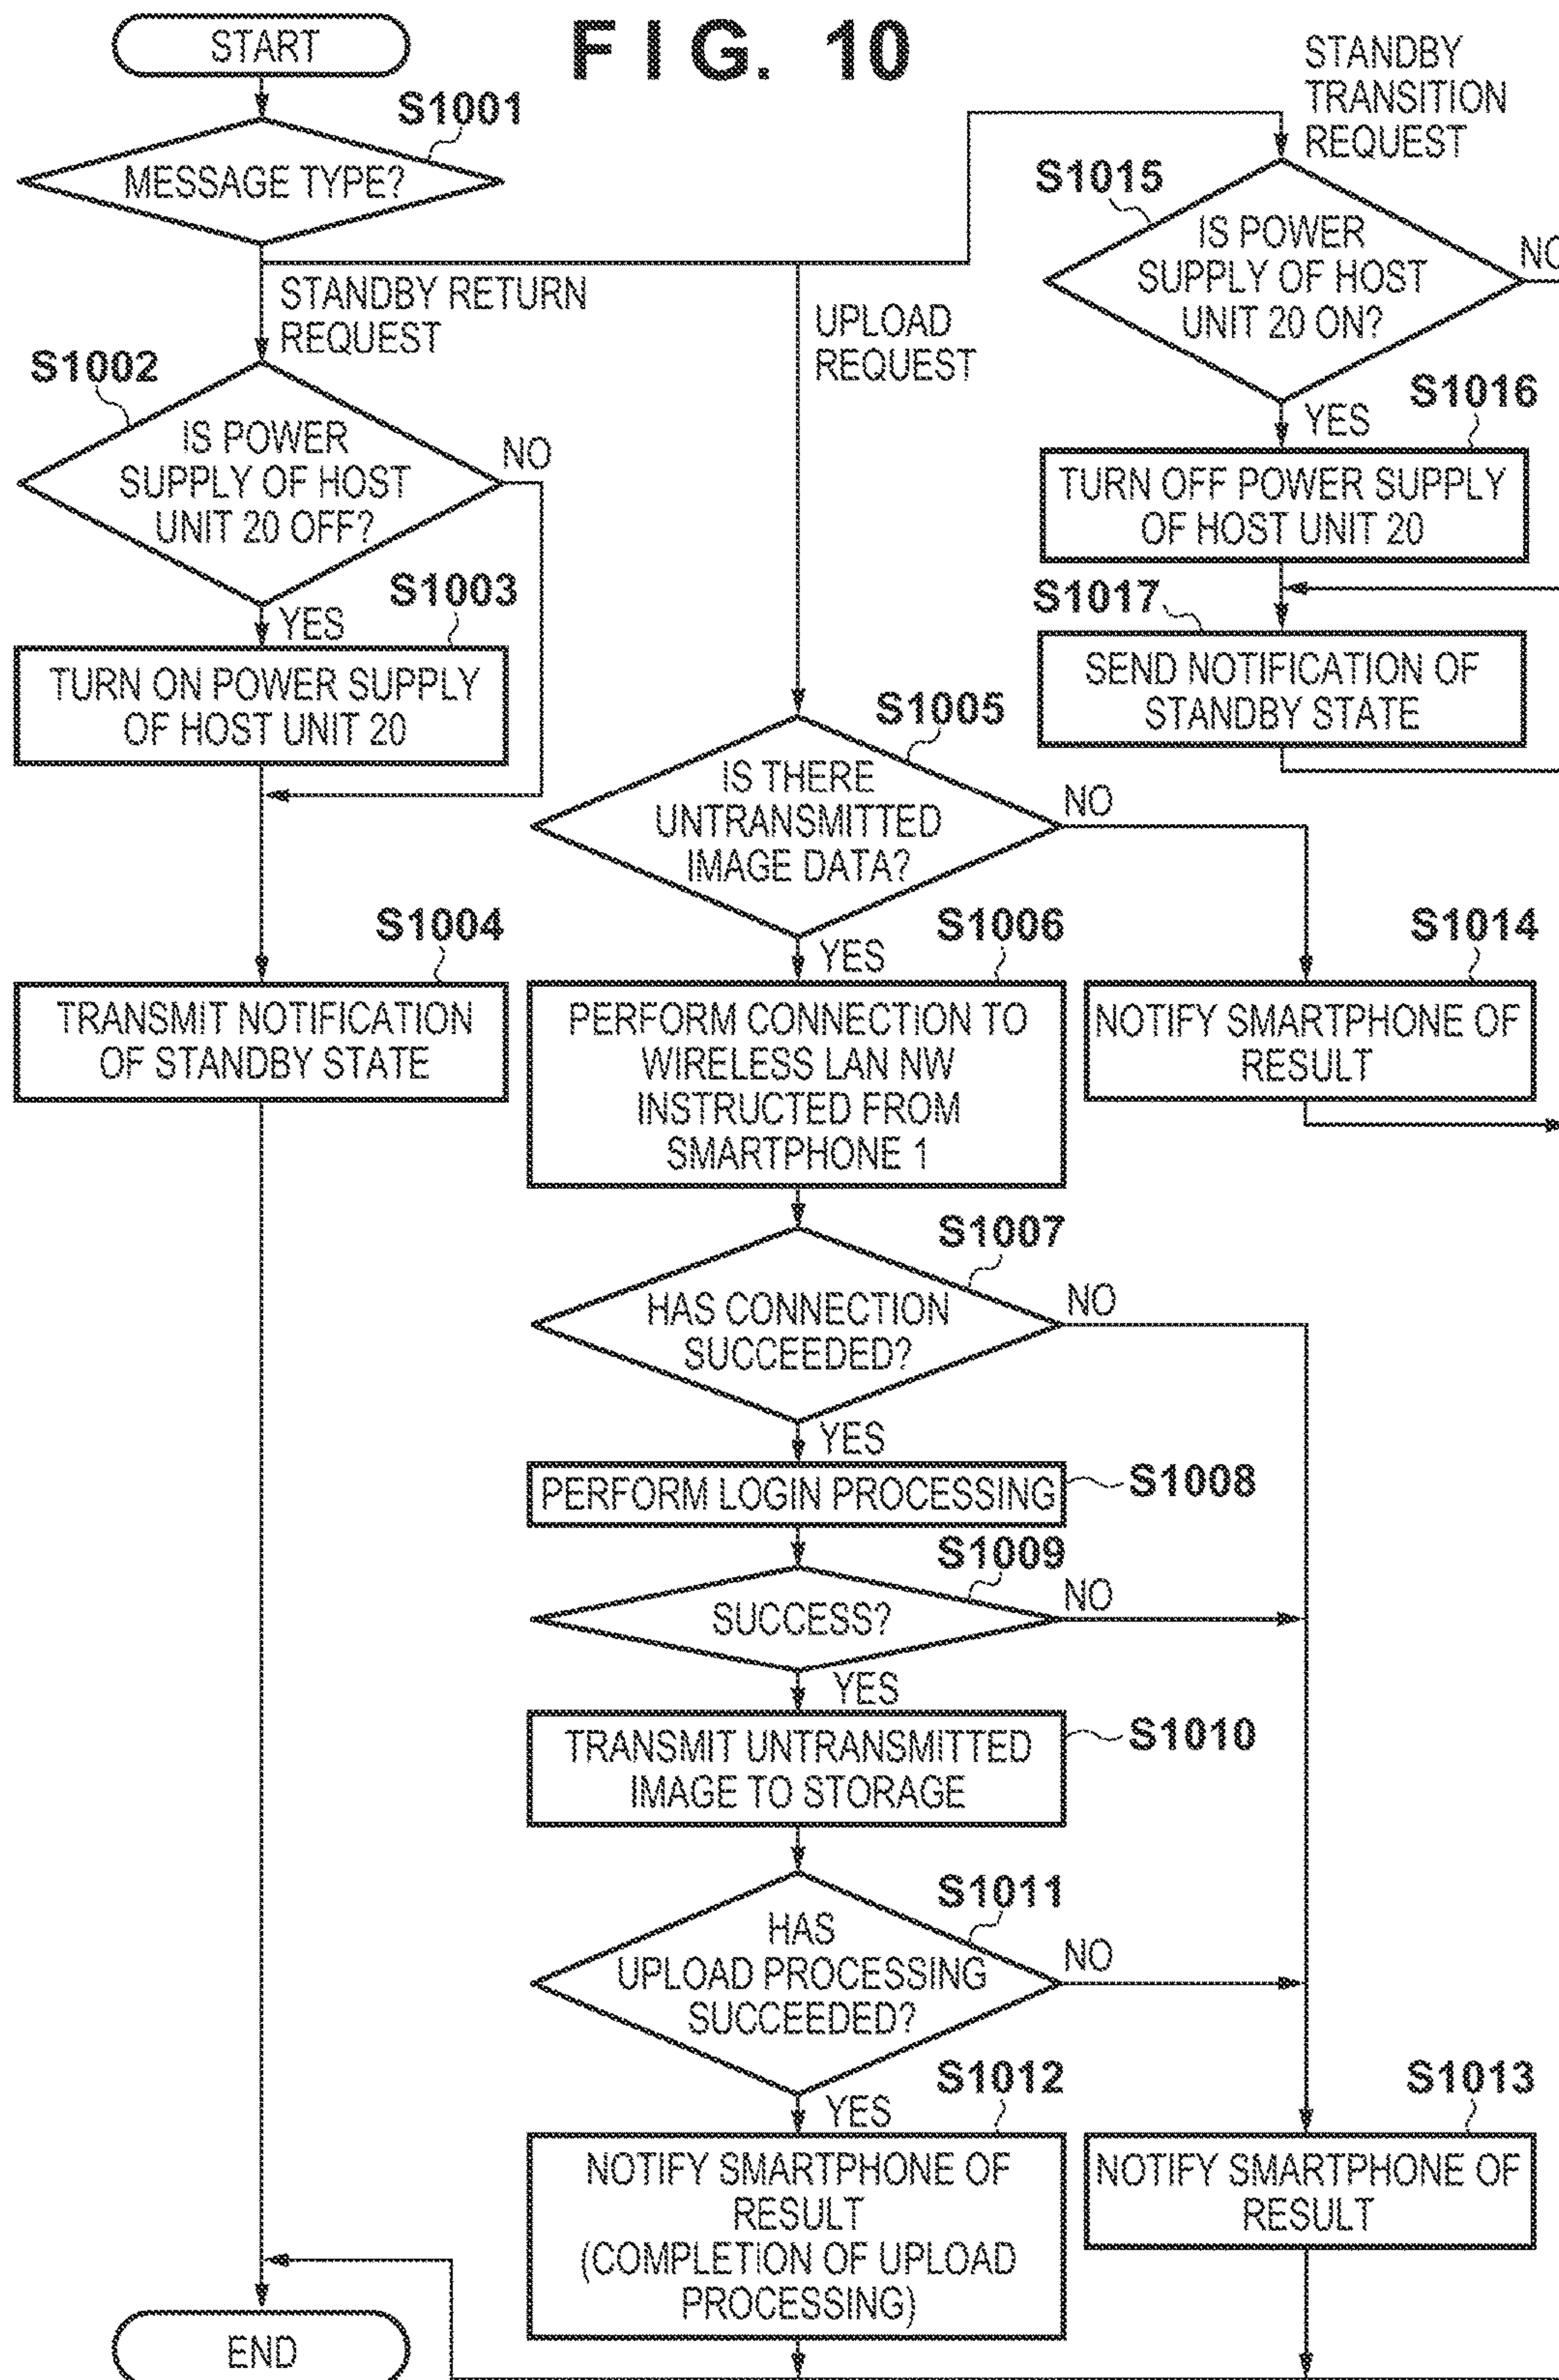 FIG. 10
START
S1001
MESSAGE TYPE?
STANDBY RETURN
REQUEST
S1002
IS POWER
SUPPLY OF HOST
UNIT 20 OFF?
NO
YES
S1003
TURN ON POWER SUPPLY
OF HOST UNIT 20
S1004
TRANSMIT NOTIFICATION
OF STANDBY STATE
UPLOAD
REQUEST
S1005
IS THERE
UNTRANSMITTED
IMAGE DATA?
NO
YES
S1006
PERFORM CONNECTION TO
WIRELESS LAN NW
INSTRUCTED FROM
SMARTPHONE 1
S1007
HAS CONNECTION
SUCCEEDED?
NO
YES
PERFORM LOGIN PROCESSING
S1008
S1009
SUCCESS?
NO
YES
TRANSMIT UNTRANSMITTED
IMAGE TO STORAGE
S1010
S1011
HAS
UPLOAD PROCESSING
SUCCEEDED?
NO
YES
S1012
NOTIFY SMARTPHONE OF
RESULT
(COMPLETION OF UPLOAD
PROCESSING)
S1013
NOTIFY SMARTPHONE OF
RESULT
S1014
NOTIFY SMARTPHONE OF
RESULT
STANDBY
TRANSITION
REQUEST
S1015
IS POWER
SUPPLY OF HOST
UNIT 20 ON?
NO
YES
S1016
TURN OFF POWER SUPPLY
OF HOST UNIT 20
S1017
SEND NOTIFICATION OF
STANDBY STATE
END